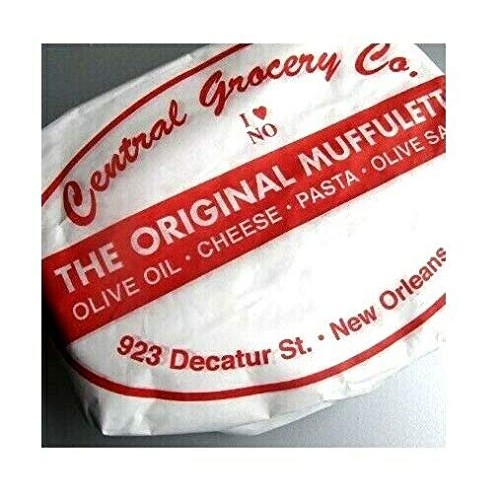 Central Grocery Co.
I ♥
NO
THE ORIGINAL MUFFULETT
OLIVE OIL · CHEESE · PASTA · OLIVE SA
923 Decatur St. · New Orleans